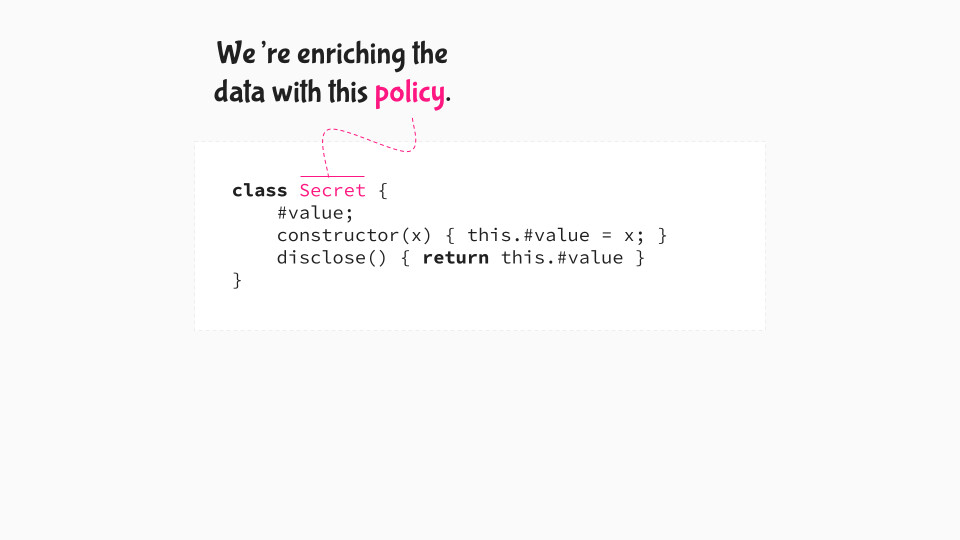 We're enriching the
data with this policy.
class Secret {
    #value;
    constructor(x) { this.#value = x; }
    disclose() { return this.#value }
}